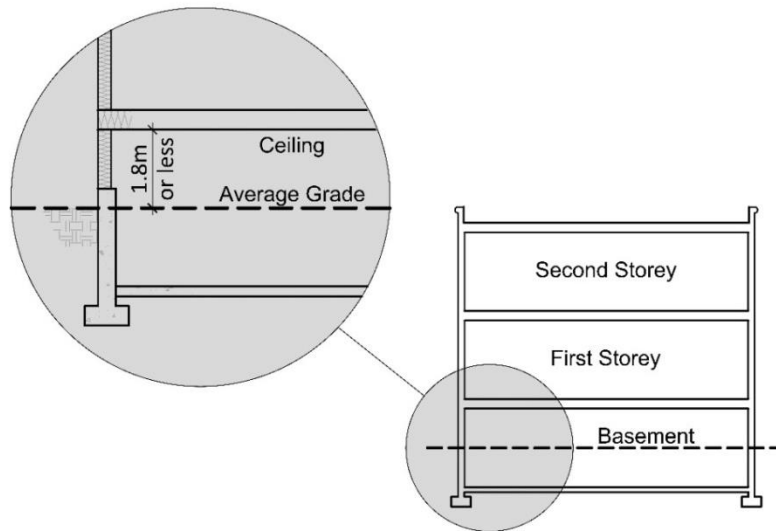 Ceiling
1.8m
or less
Average Grade
Second Storey
First Storey
Basement